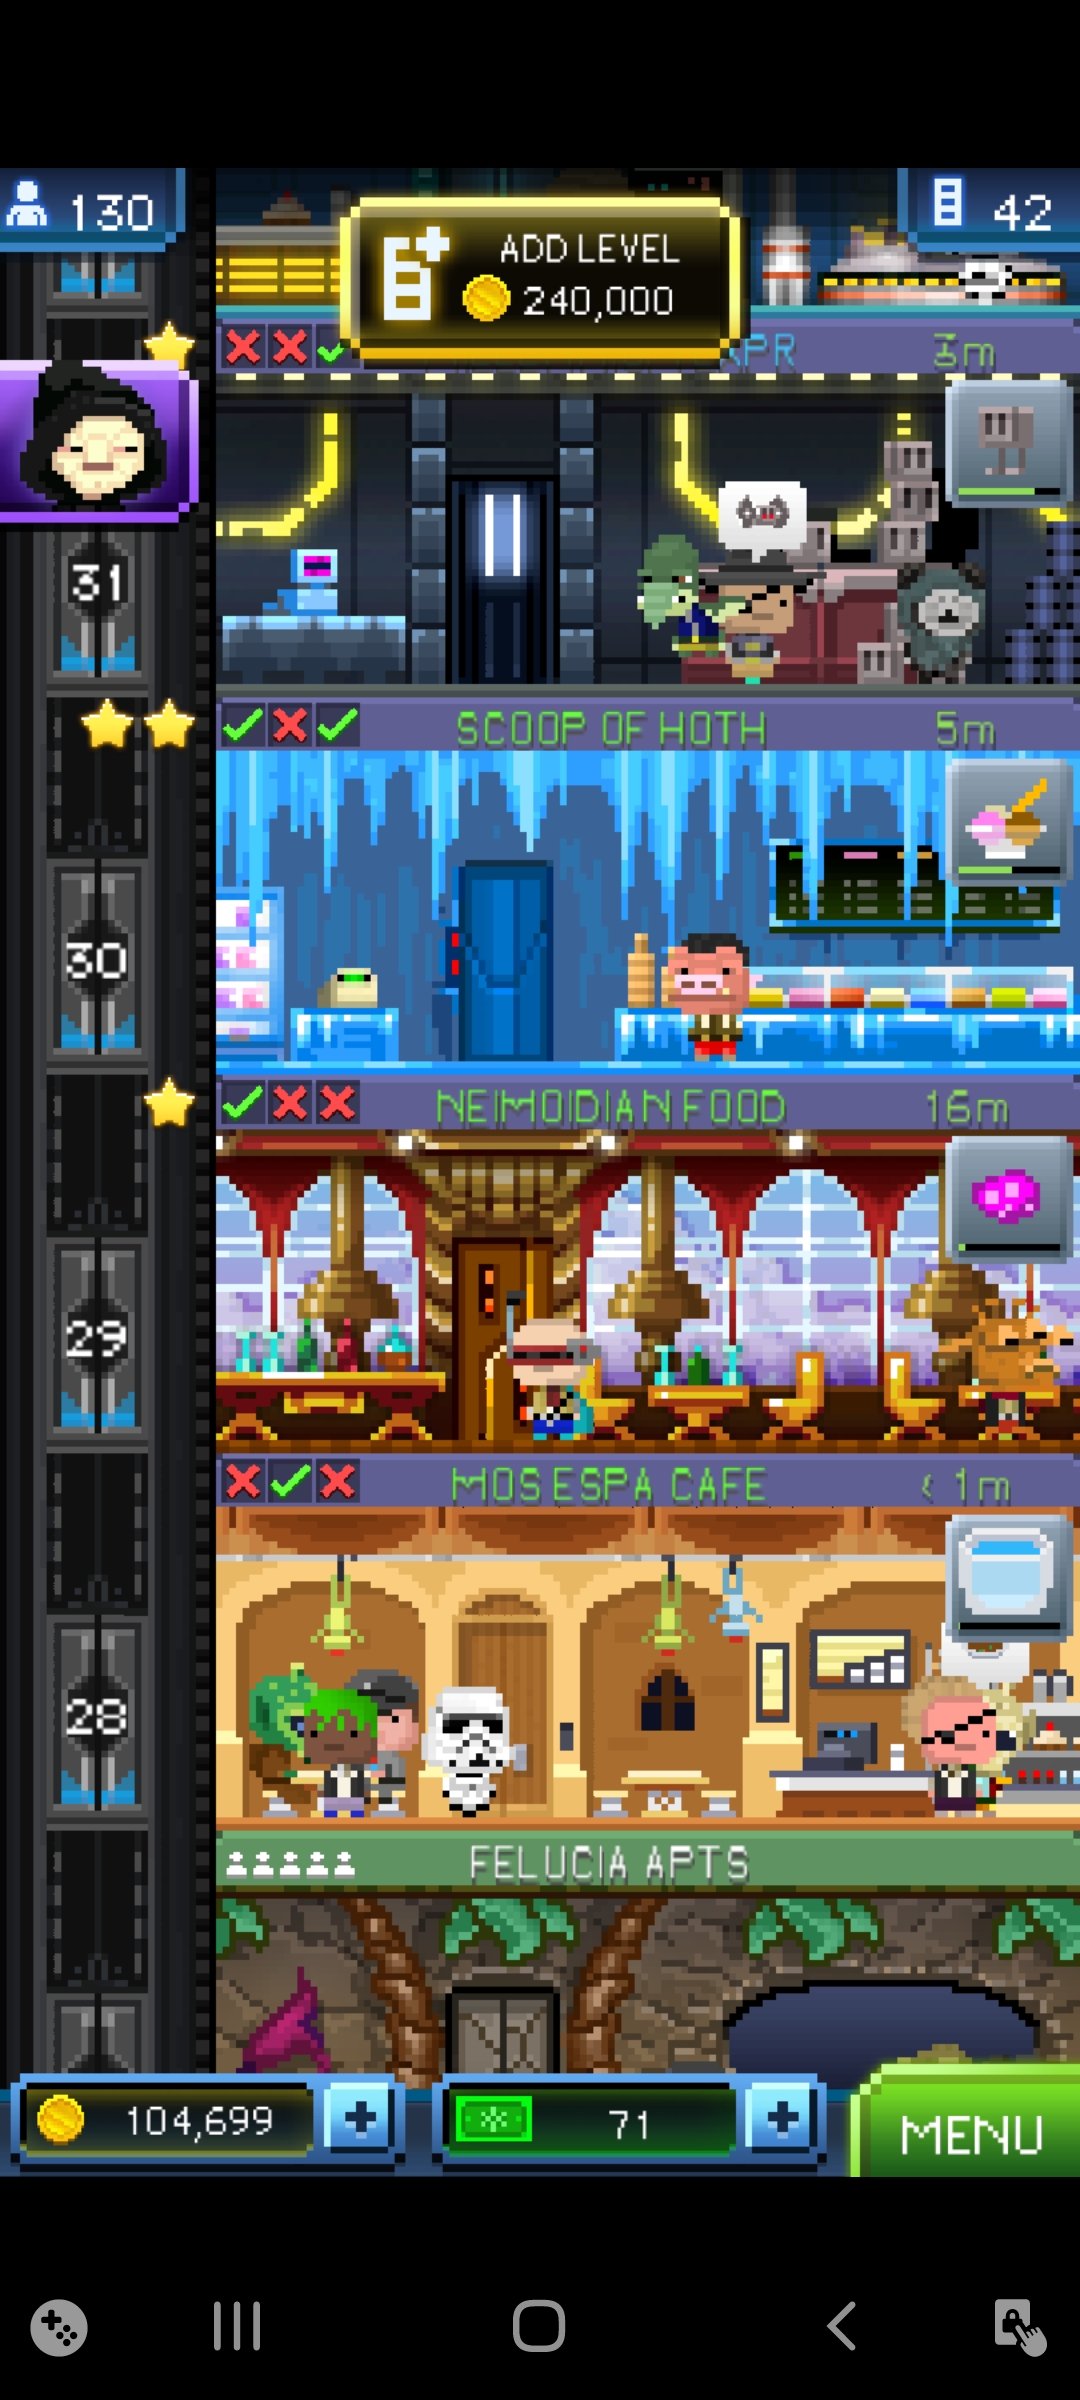 130
ADD LEVEL
240,000
42
3m
31
SCOOP OF HOTH
5m
30
NEIMOIDIAN FOOD
16m
29
MOS ESPA CAFE
< 1m
28
FELUCIA APTS
104,699
71
MENU